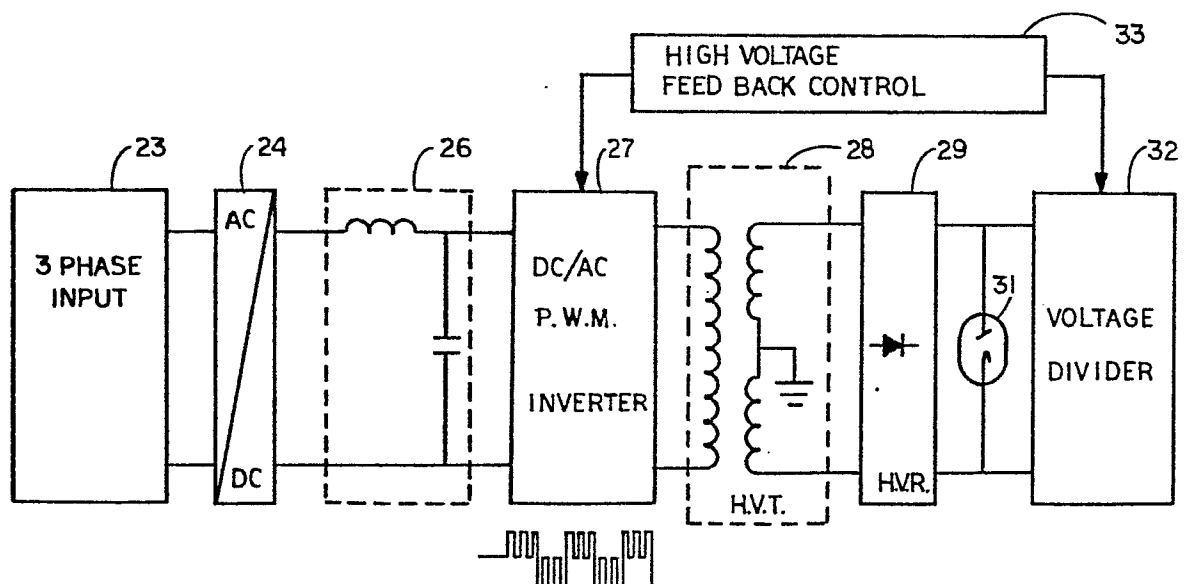 33
HIGH VOLTAGE
FEED BACK CONTROL
23
24
26
27
28
29
32
3 PHASE
INPUT
AC
DC
DC/AC
P.W.M.
INVERTER
H.V.T.
H.V.R.
31
VOLTAGE
DIVIDER